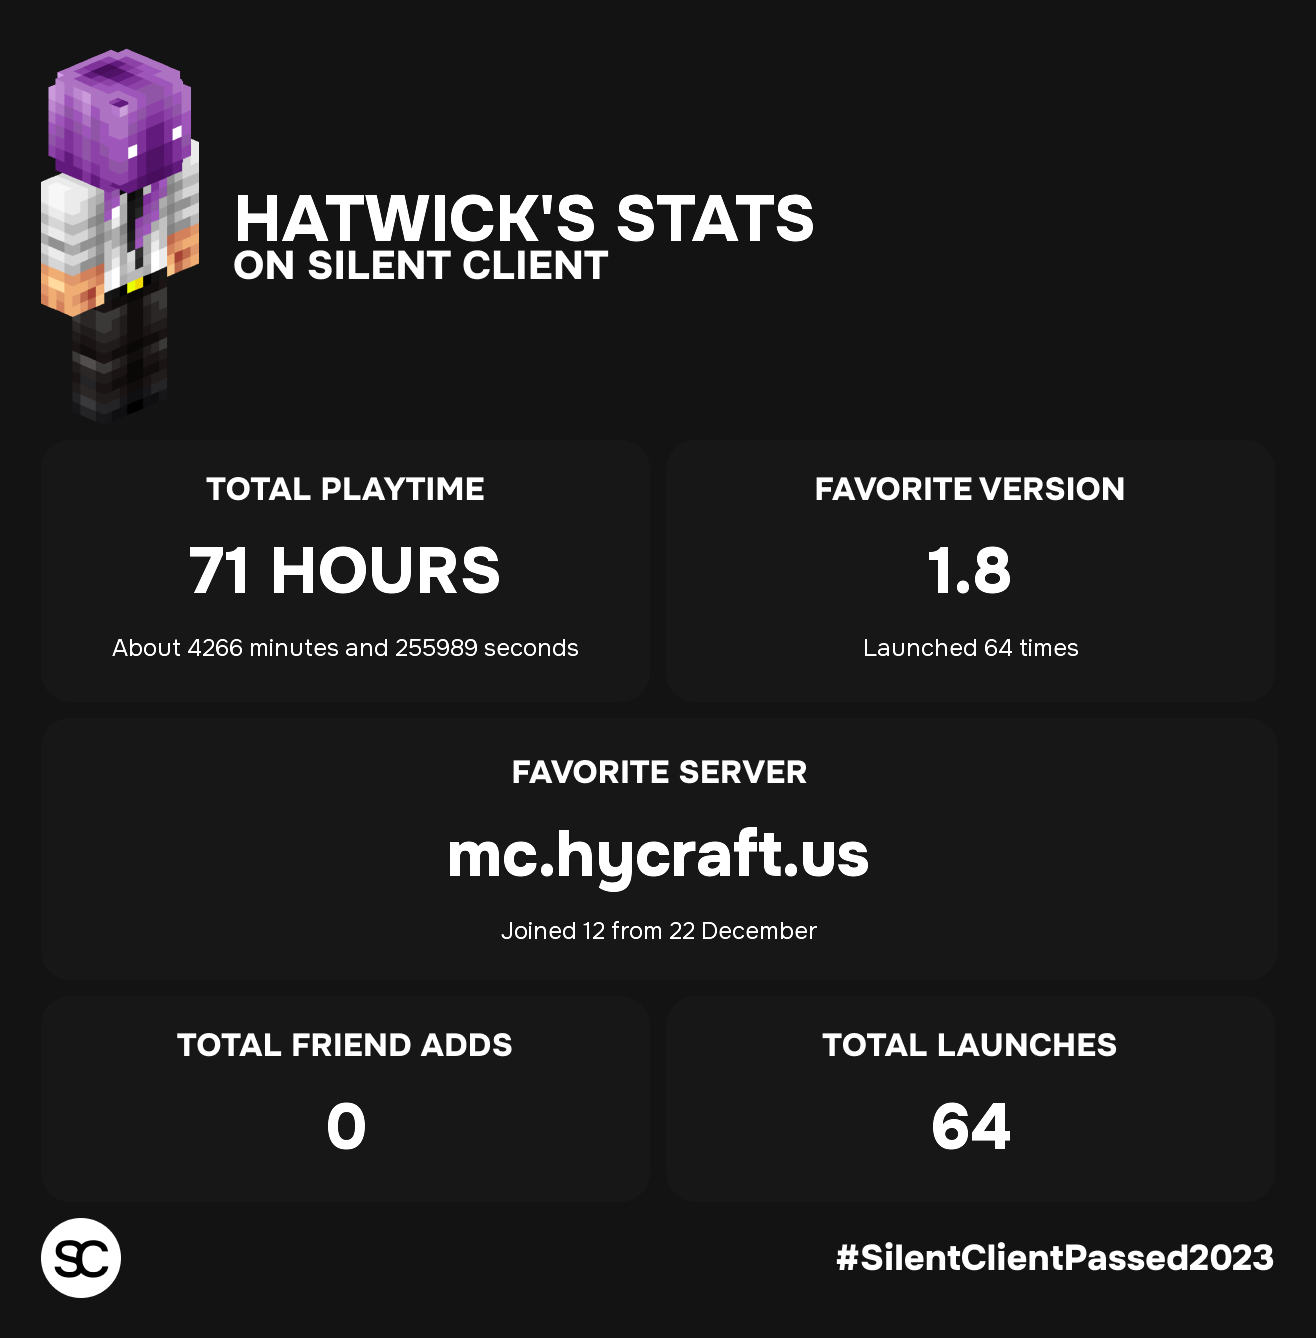 HATWICK'S STATS
ON SILENT CLIENT
TOTAL PLAYTIME
71 HOURS
About 4266 minutes and 255989 seconds
FAVORITE VERSION
1.8
Launched 64 times
FAVORITE SERVER
mc.hycraft.us
Joined 12 from 22 December
TOTAL FRIEND ADDS
0
TOTAL LAUNCHES
64
SC
#SilentClientPassed2023